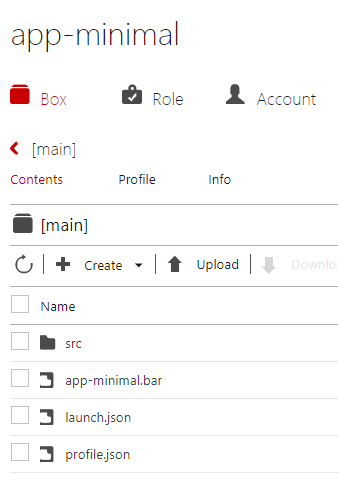 app-minimal
Box Role Account
[main]
Contents Profile Info
[main]
Create Upload Downlo
Name
src
app-minimal.bar
launch.json
profile.json